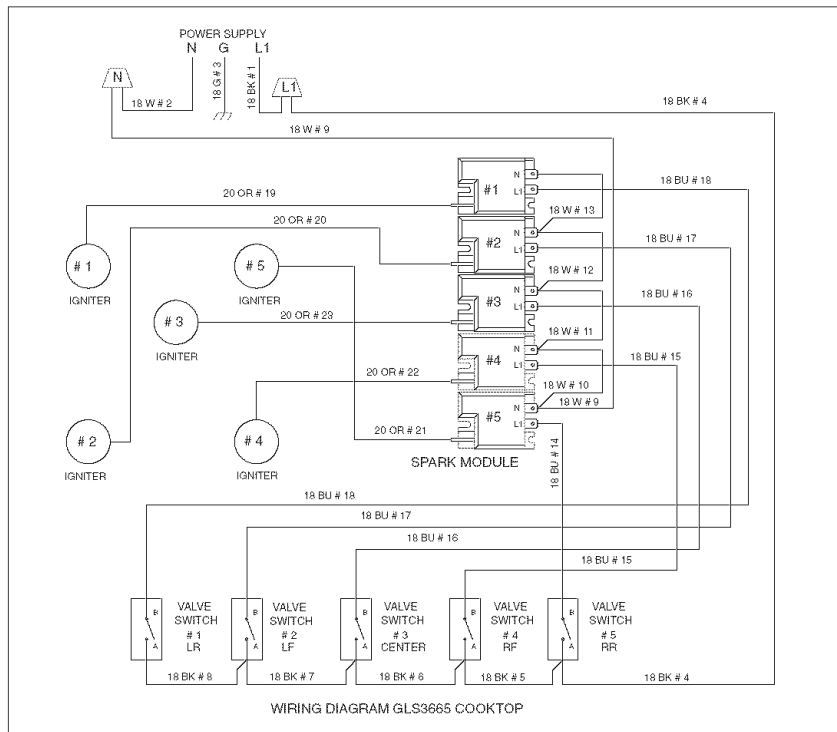 POWER SUPPLY
N G L1
N
L1
18 W # 2
18 G # 3
18 BK # 1
18 BK # 4
18 W # 9
#1
N
L1
20 OR # 19
18 BU # 18
18 W # 13
20 OR # 20
#2
N
L1
18 BU # 17
# 1
IGNITER
# 5
IGNITER
18 W # 12
#3
N
L1
18 BU # 16
# 3
IGNITER
20 OR # 23
18 W # 11
#4
N
L1
18 BU # 15
20 OR # 22
18 W # 10
18 W # 9
#5
N
L1
# 2
IGNITER
# 4
IGNITER
20 OR # 21
SPARK MODULE
18 BU # 14
18 BU # 18
18 BU # 17
18 BU # 16
18 BU # 15
B
A
VALVE
SWITCH
# 1
LR
B
A
VALVE
SWITCH
# 2
LF
B
A
VALVE
SWITCH
# 3
CENTER
B
A
VALVE
SWITCH
# 4
RF
B
A
VALVE
SWITCH
# 5
RR
18 BK # 8
18 BK # 7
18 BK # 6
18 BK # 5
18 BK # 4
WIRING DIAGRAM GLS3665 COOKTOP